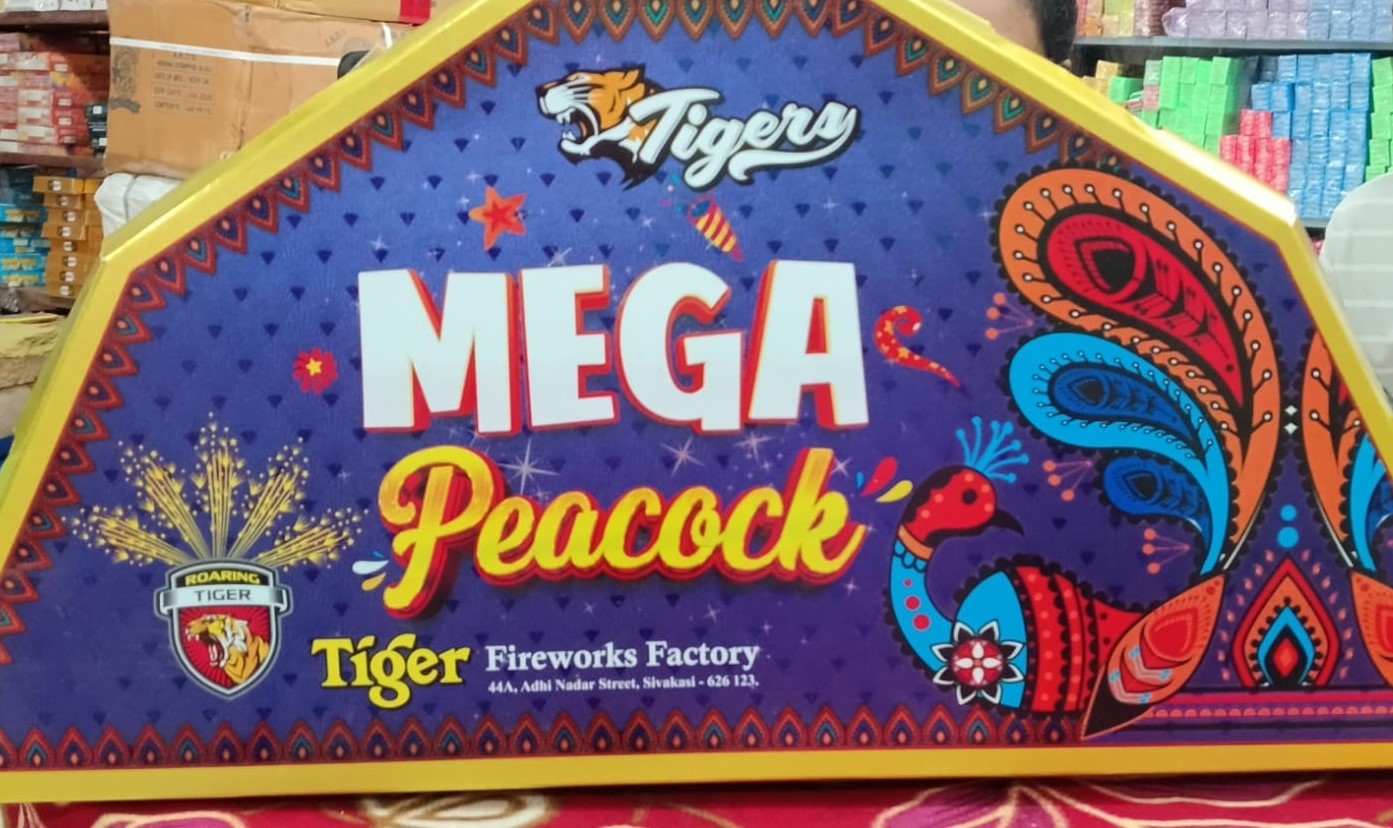 Tigers
MEGA
Peacock
ROARING
TIGER
Tiger Fireworks Factory
44A, Adhi Nadar Street, Sivakasi - 626 123.